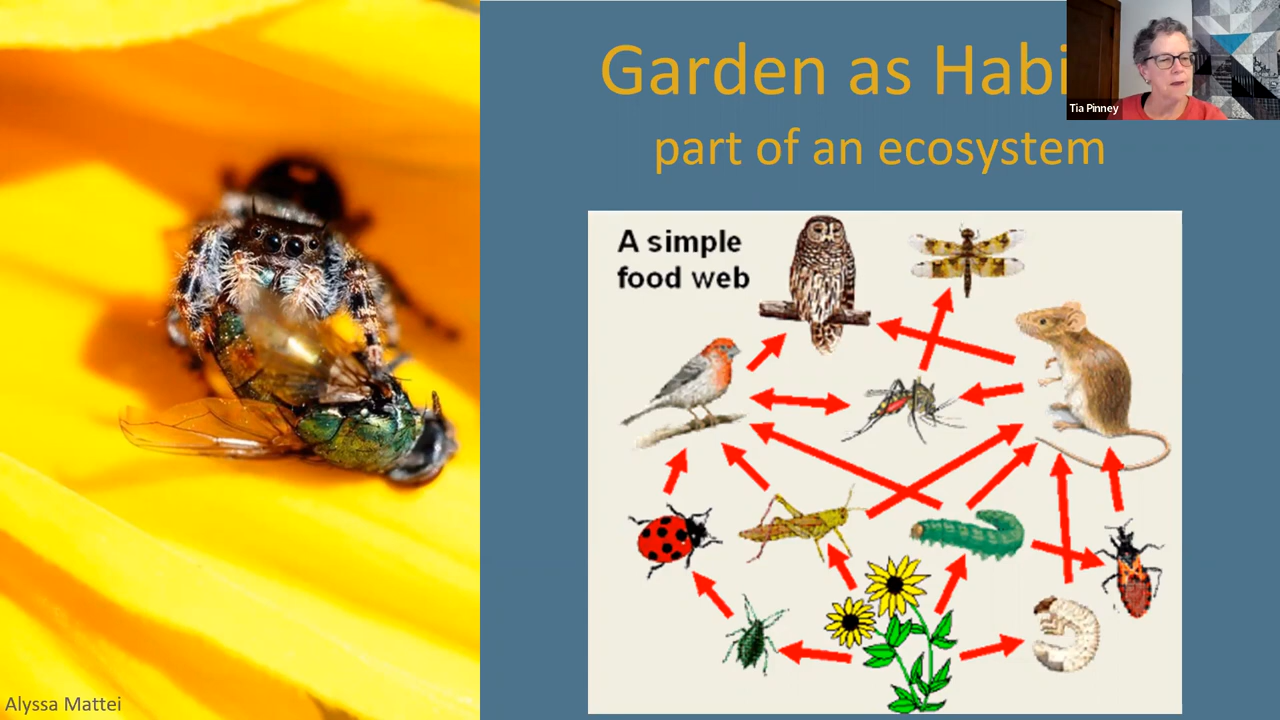 Garden as Habi
part of an ecosystem
Tia Pinney
A simple
food web
Alyssa Mattei